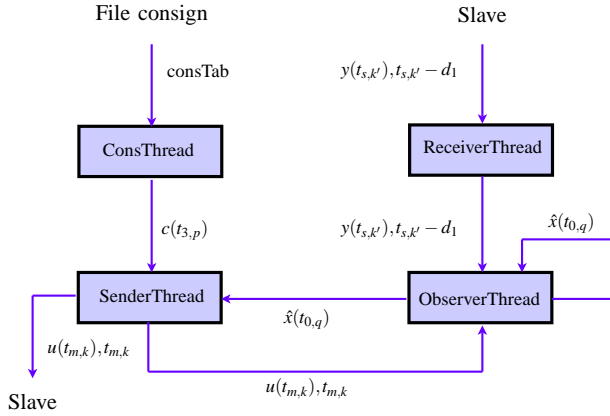 File consign
Slave
consTab
y(t_{s,k'}), t_{s,k'} − d_1
ConsThread
ReceiverThread
c(t_{3,p})
y(t_{s,k'}), t_{s,k'} − d_1
x̂(t_{0,q})
SenderThread
ObserverThread
x̂(t_{0,q})
u(t_{m,k}), t_{m,k}
u(t_{m,k}), t_{m,k}
Slave